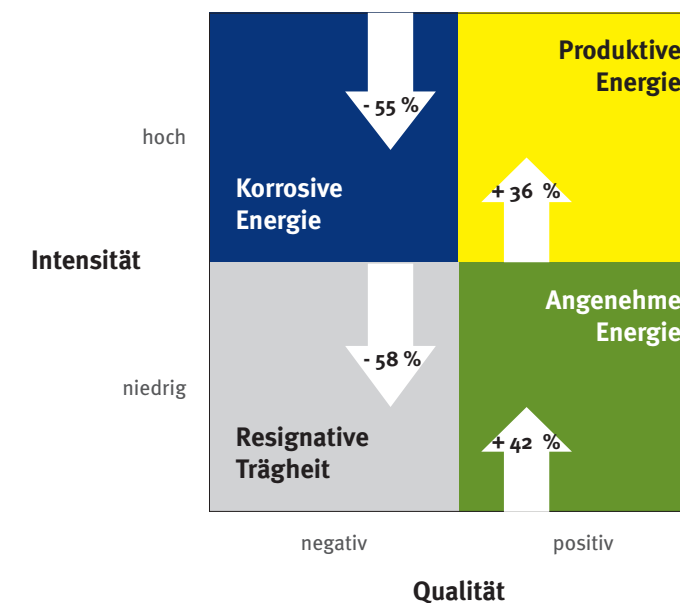 Produktive
Energie
- 55 %
hoch
Korrosive
Energie
+ 36 %
Intensität
Angenehme
Energie
- 58 %
niedrig
Resignative
Trägheit
+ 42 %
negativ
positiv
Qualität